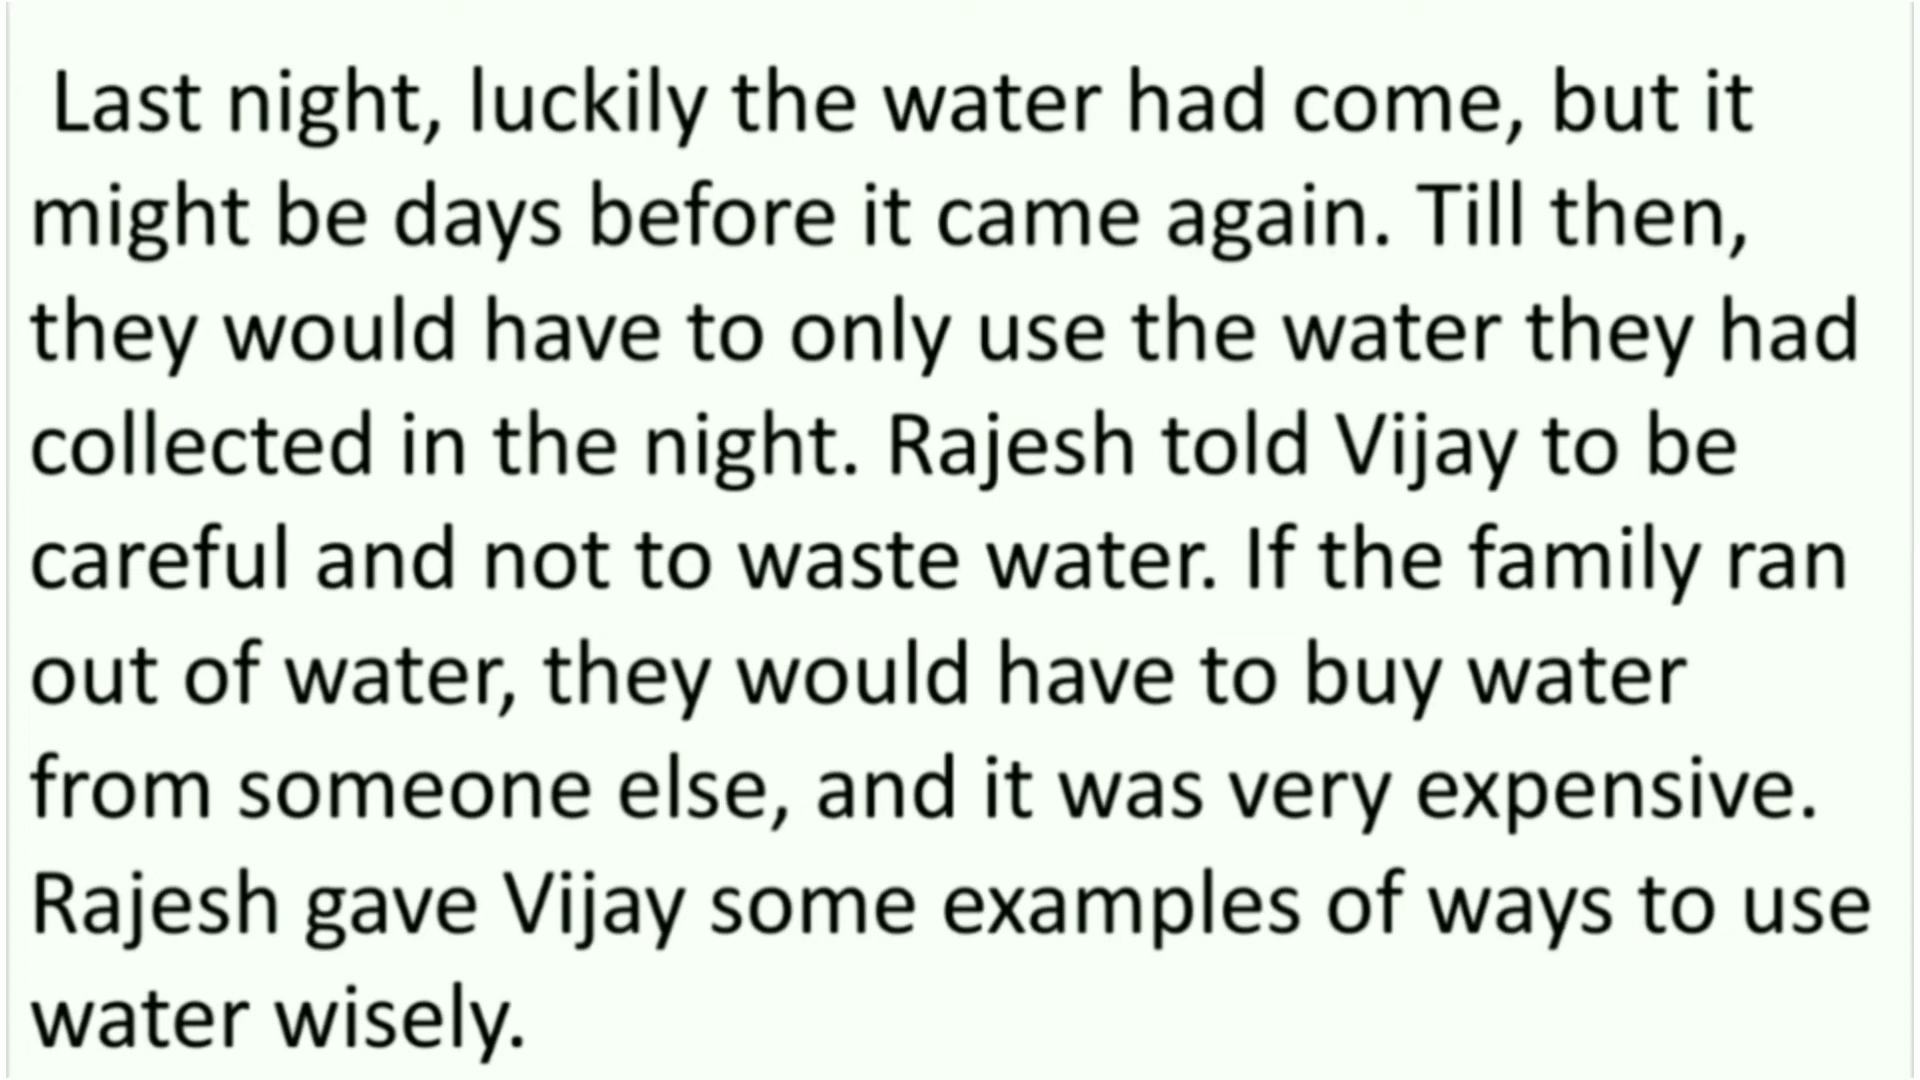 Last night, luckily the water had come, but it
might be days before it came again. Till then,
they would have to only use the water they had
collected in the night. Rajesh told Vijay to be
careful and not to waste water. If the family ran
out of water, they would have to buy water
from someone else, and it was very expensive.
Rajesh gave Vijay some examples of ways to use
water wisely.